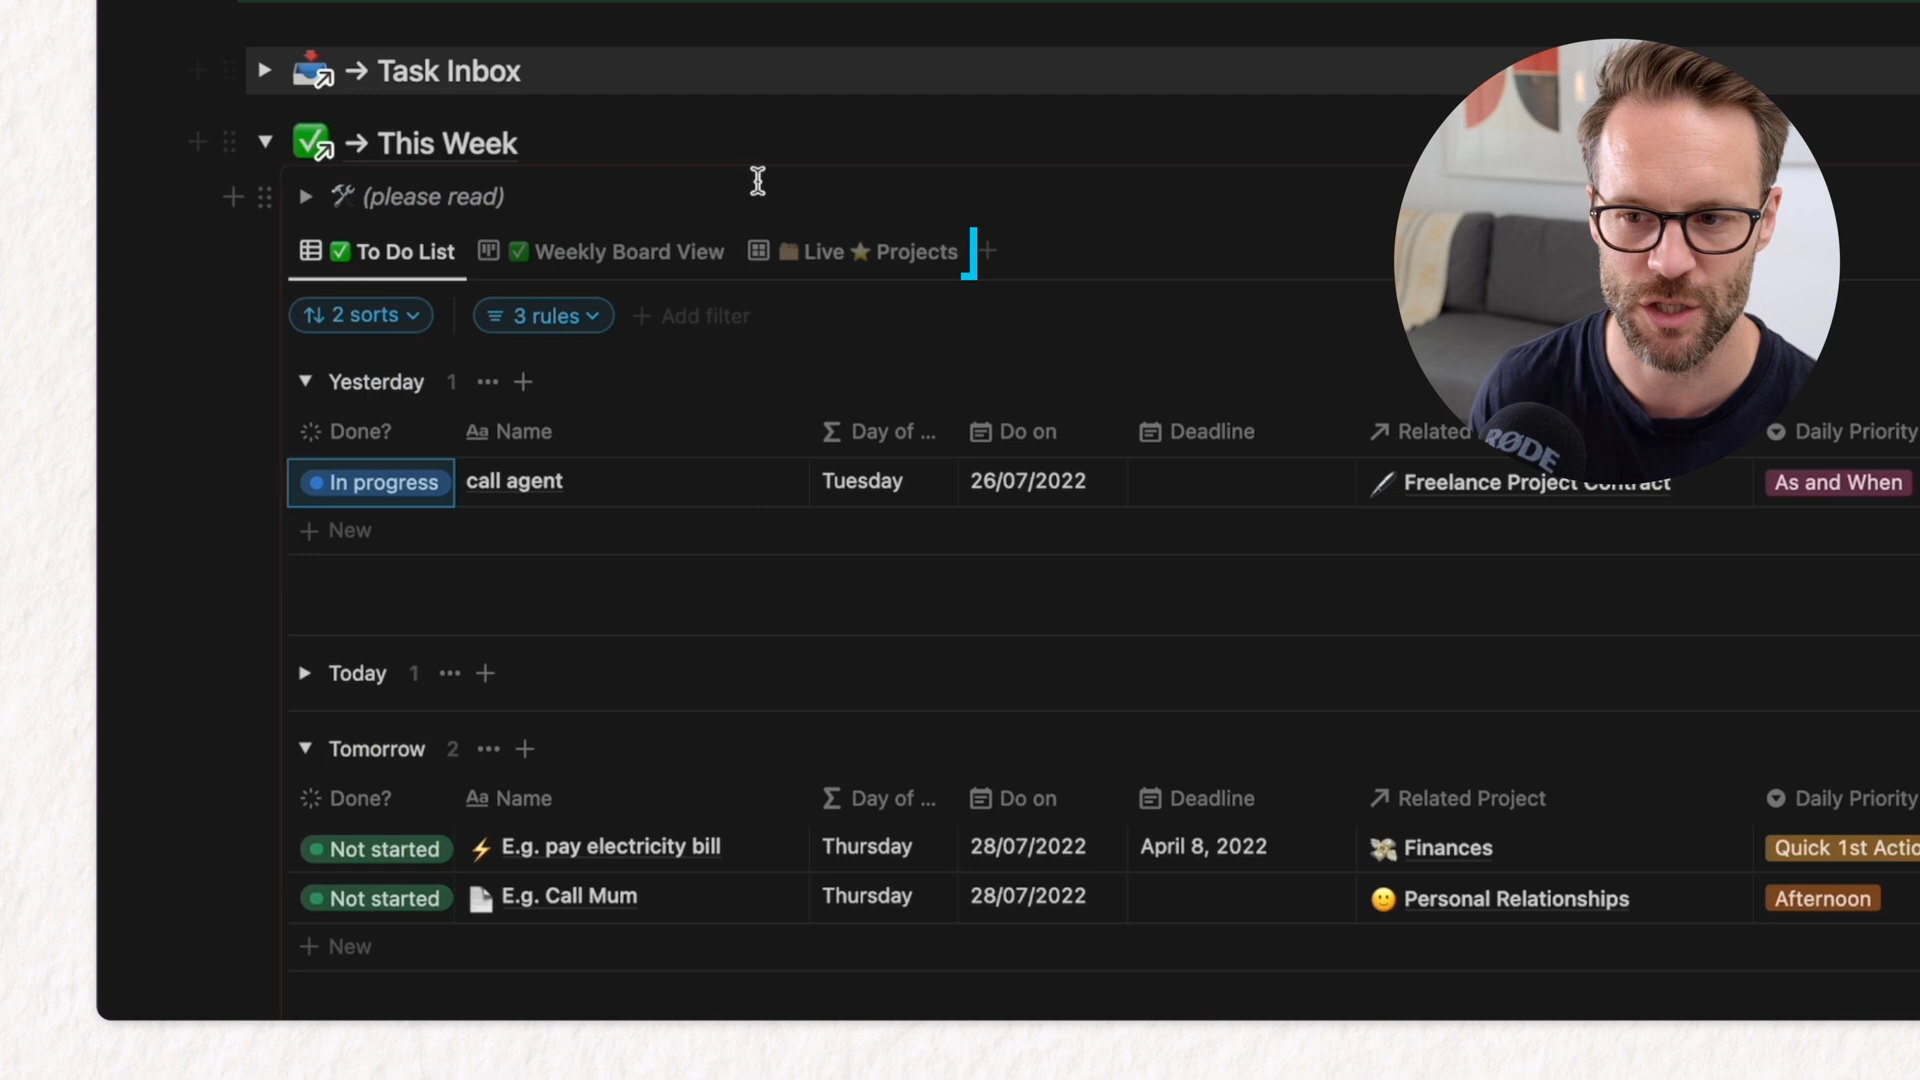 → Task Inbox
→ This Week
(please read)
To Do List Weekly Board View Live ⭐ Projects
2 sorts 3 rules + Add filter
Yesterday 1 ... +
Done? Aa Name Σ Day of ... Do on Deadline Related Daily Priority
In progress call agent Tuesday 26/07/2022 Freelance Project Contract As and When
+ New
Today 1 ... +
Tomorrow 2 ... +
Done? Aa Name Σ Day of ... Do on Deadline Related Project Daily Priority
Not started E.g. pay electricity bill Thursday 28/07/2022 April 8, 2022 Finances Quick 1st Actio
Not started E.g. Call Mum Thursday 28/07/2022 Personal Relationships Afternoon
+ New
RØDE